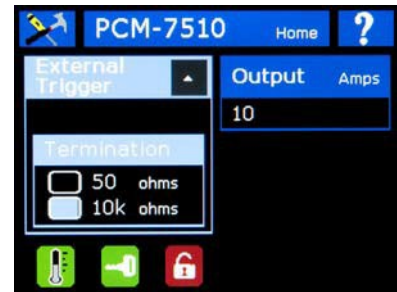 PCM-7510 Home ?
External
Trigger
Output Amps
10
Termination
50 ohms
10k ohms